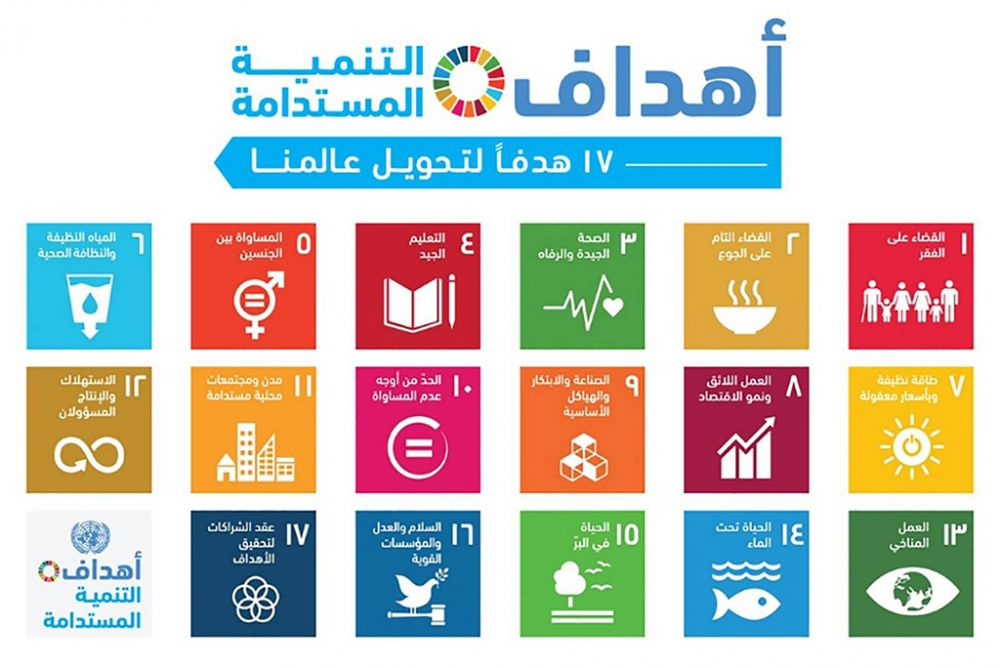 أهداف
التنمية
المستدامة
١٧ هدفاً لتحويل عالمنا
١
القضاء على
الفقر
٢
القضاء التام
على الجوع
٣
الصحة
الجيدة والرفاه
٤
التعليم
الجيد
٥
المساواة بين
الجنسين
٦
المياه النظيفة
والنظافة الصحية
٧
طاقة نظيفة
وبأسعار معقولة
٨
العمل اللائق
ونمو الاقتصاد
٩
الصناعة والابتكار
والهياكل
الأساسية
١٠
الحدّ من أوجه
عدم المساواة
١١
مدن ومجتمعات
محلية مستدامة
١٢
الاستهلاك
والإنتاج
المسؤولان
١٣
العمل
المناخي
١٤
الحياة تحت
الماء
١٥
الحياة
في البرّ
١٦
السلام والعدل
والمؤسسات
القوية
١٧
عقد الشراكات
لتحقيق
الأهداف
أهداف
التنمية
المستدامة